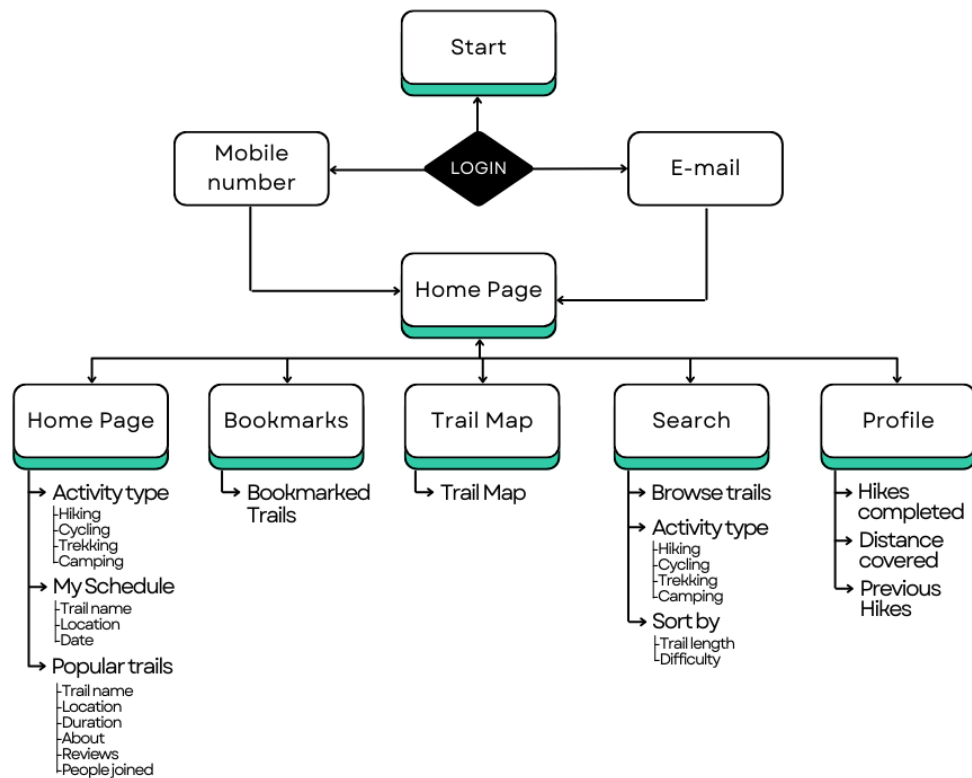 Start
LOGIN
Mobile
number
E-mail
Home Page
Home Page
Activity type
Hiking
Cycling
Trekking
Camping
My Schedule
Trail name
Location
Date
Popular trails
Trail name
Location
Duration
About
Reviews
People joined
Bookmarks
Bookmarked
Trails
Trail Map
Trail Map
Search
Browse trails
Activity type
Hiking
Cycling
Trekking
Camping
Sort by
Trail length
Difficulty
Profile
Hikes
completed
Distance
covered
Previous
Hikes